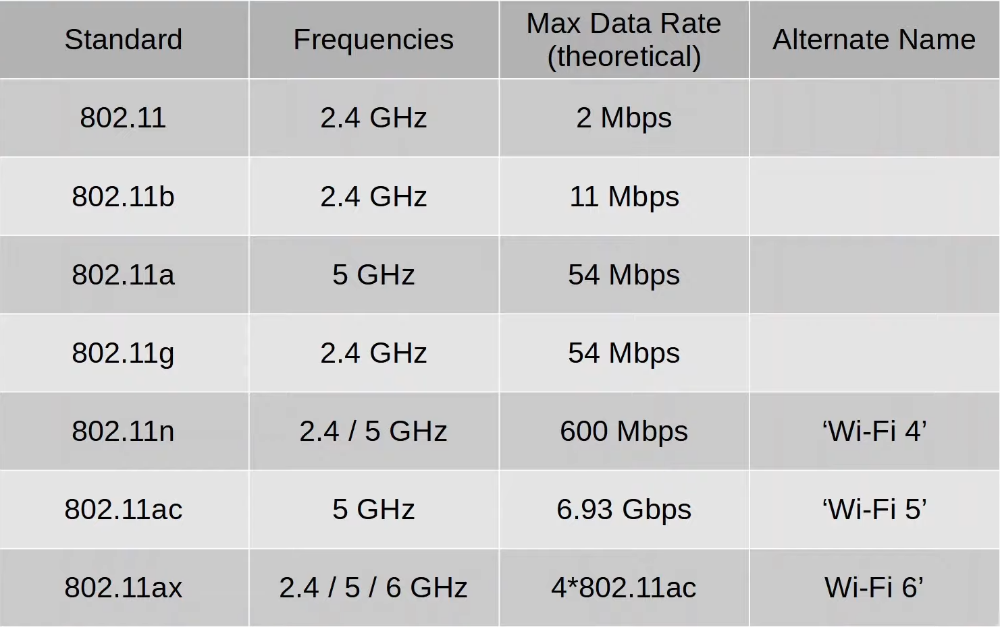 Standard Frequencies Max Data Rate (theoretical) Alternate Name
802.11 2.4 GHz 2 Mbps
802.11b 2.4 GHz 11 Mbps
802.11a 5 GHz 54 Mbps
802.11g 2.4 GHz 54 Mbps
802.11n 2.4 / 5 GHz 600 Mbps ‘Wi-Fi 4’
802.11ac 5 GHz 6.93 Gbps ‘Wi-Fi 5’
802.11ax 2.4 / 5 / 6 GHz 4*802.11ac Wi-Fi 6’